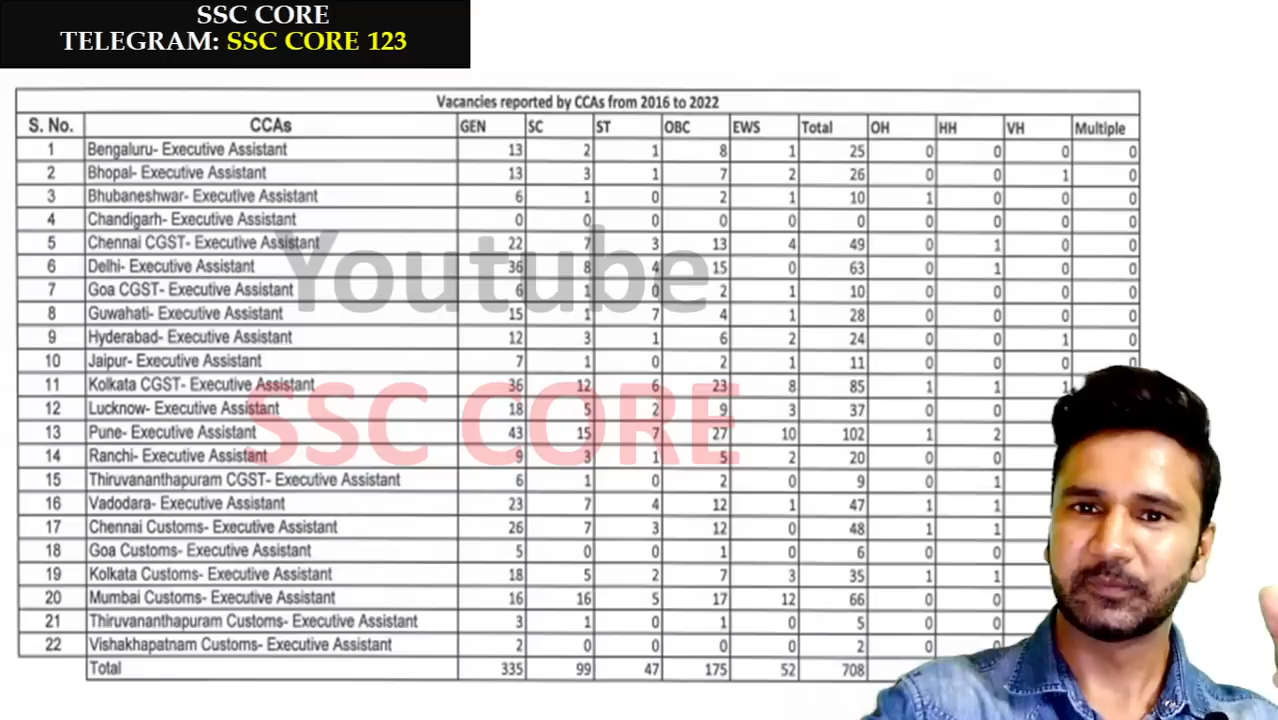 SSC CORE
TELEGRAM: SSC CORE 123
Vacancies reported by CCAs from 2016 to 2022
S. No. CCAs GEN SC ST OBC EWS Total OH HH VH Multiple
1 Bengaluru- Executive Assistant 13 2 1 8 1 25 0 0 0 0
2 Bhopal- Executive Assistant 13 3 1 7 2 26 0 0 1 0
3 Bhubaneshwar- Executive Assistant 6 1 0 2 1 10 1 0 0 0
4 Chandigarh- Executive Assistant 0 0 0 0 0 0 0 0 0 0
5 Chennai CGST- Executive Assistant 22 7 3 13 4 49 0 1 0 0
6 Delhi- Executive Assistant 36 8 4 15 0 63 0 1 0 0
7 Goa CGST- Executive Assistant 6 1 0 2 1 10 0 0 0 0
8 Guwahati- Executive Assistant 15 1 7 4 1 28 0 0 0 0
9 Hyderabad- Executive Assistant 12 3 1 6 2 24 0 0 1 0
10 Jaipur- Executive Assistant 7 1 0 2 1 11 0 0 0 0
11 Kolkata CGST- Executive Assistant 36 12 6 23 8 85 1 1 1
12 Lucknow- Executive Assistant 18 5 2 9 3 37 0 0
13 Pune- Executive Assistant 43 15 7 27 10 102 1 2
14 Ranchi- Executive Assistant 9 3 1 5 2 20 0 0
15 Thiruvananthapuram CGST- Executive Assistant 6 1 0 2 0 9 0 1
16 Vadodara- Executive Assistant 23 7 4 12 1 47 1 1
17 Chennai Customs- Executive Assistant 26 7 3 12 0 48 1 1
18 Goa Customs- Executive Assistant 5 0 0 1 0 6 0 0
19 Kolkata Customs- Executive Assistant 18 5 2 7 3 35 1 1
20 Mumbai Customs- Executive Assistant 16 16 5 17 12 66 0 0
21 Thiruvananthapuram Customs- Executive Assistant 3 1 0 1 0 5 0 0
22 Vishakhapatnam Customs- Executive Assistant 2 0 0 0 0 2 0
Total 335 99 47 175 52 708
Youtube
SSC CORE